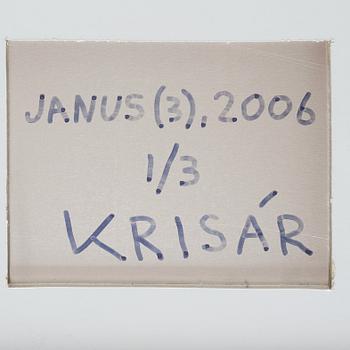 JANUS (3), 2006
1/3
KRISÁR